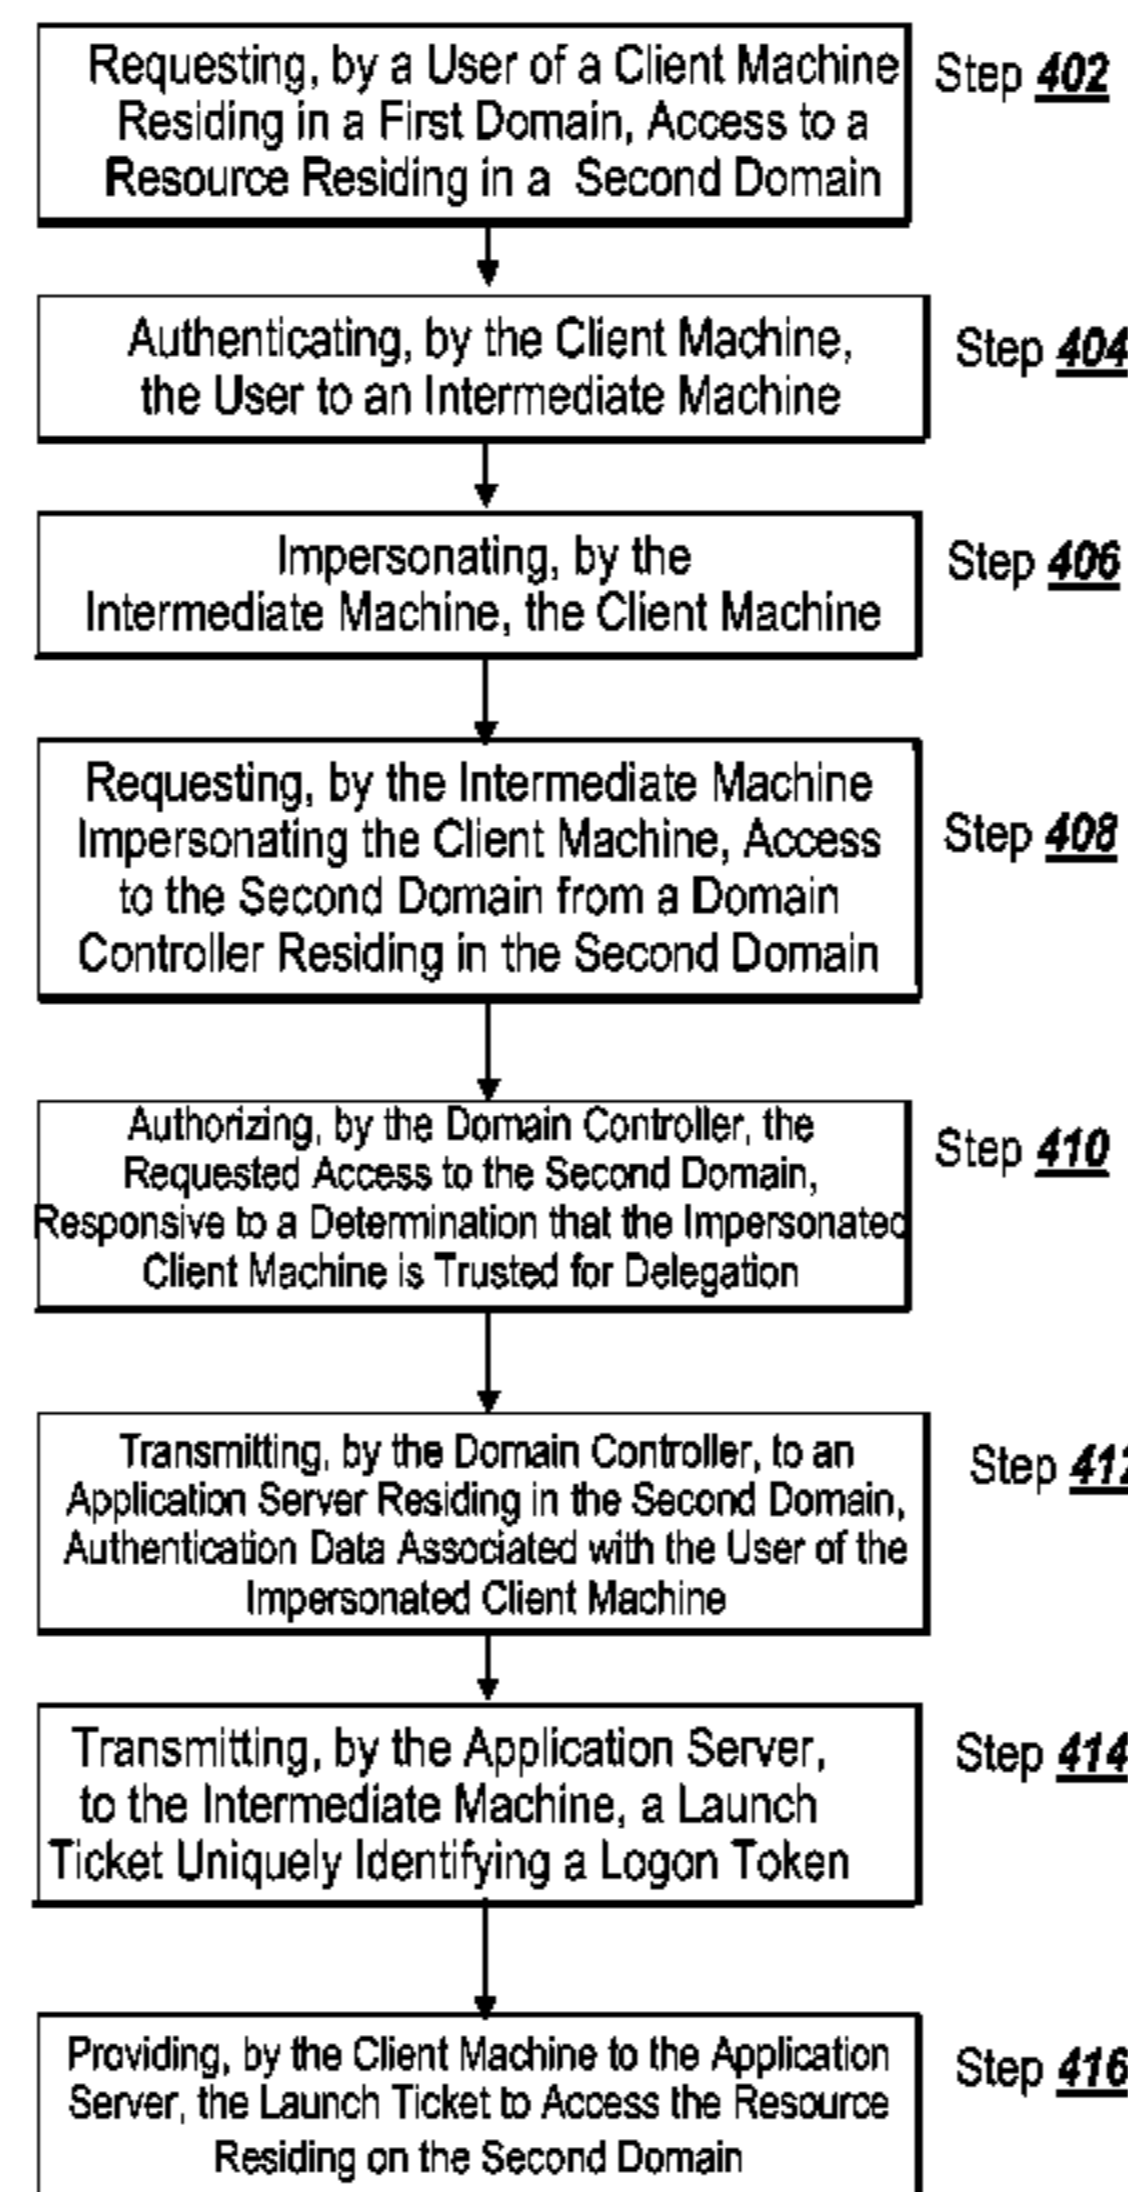 Requesting, by a User of a Client Machine
Residing in a First Domain, Access to a
Resource Residing in a Second Domain
Step 402
Authenticating, by the Client Machine,
the User to an Intermediate Machine
Step 404
Impersonating, by the
Intermediate Machine, the Client Machine
Step 406
Requesting, by the Intermediate Machine
Impersonating the Client Machine, Access
to the Second Domain from a Domain
Controller Residing in the Second Domain
Step 408
Authorizing, by the Domain Controller, the
Requested Access to the Second Domain,
Responsive to a Determination that the Impersonated
Client Machine is Trusted for Delegation
Step 410
Transmitting, by the Domain Controller, to an
Application Server Residing in the Second Domain,
Authentication Data Associated with the User of the
Impersonated Client Machine
Step 412
Transmitting, by the Application Server,
to the Intermediate Machine, a Launch
Ticket Uniquely Identifying a Logon Token
Step 414
Providing, by the Client Machine to the Application
Server, the Launch Ticket to Access the Resource
Residing on the Second Domain
Step 416